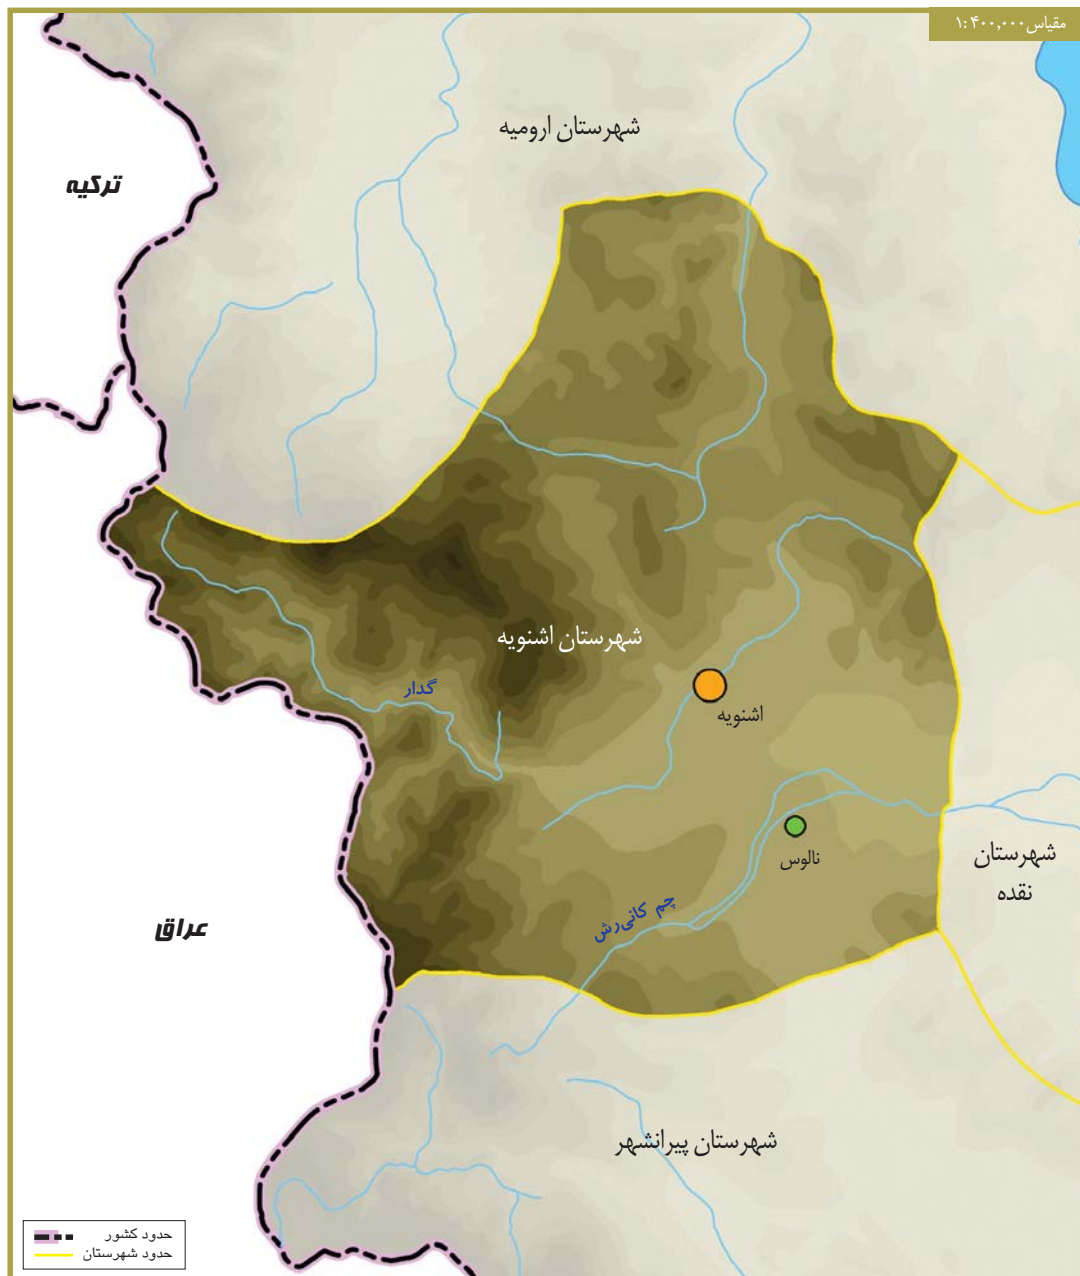 مقیاس ۱:۴۰۰,۰۰۰
شهرستان ارومیه
ترکیه
شهرستان اشنویه
گدار
اشنویه
نالوس
شهرستان
نقده
چم کانی‌رش
عراق
شهرستان پیرانشهر
حدود کشور
حدود شهرستان